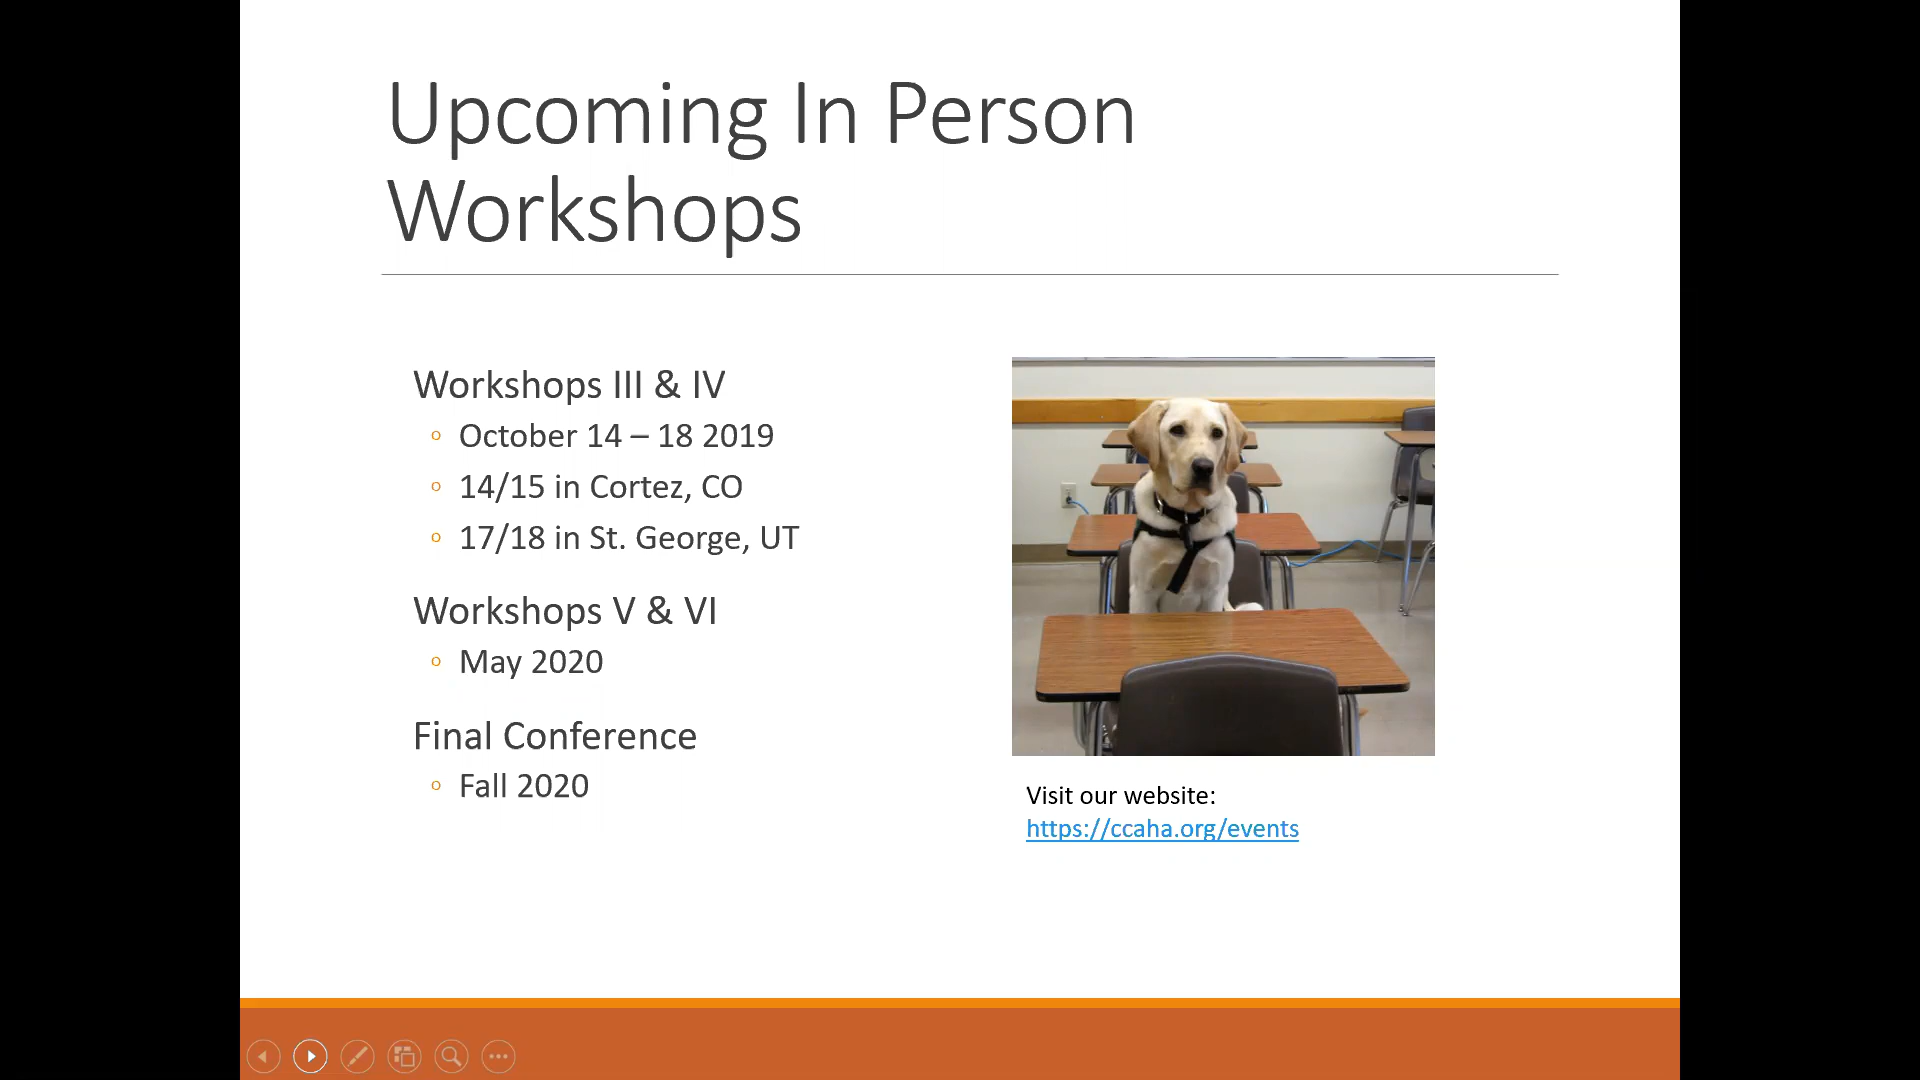 Upcoming In Person
Workshops
Workshops III & IV
October 14 – 18 2019
14/15 in Cortez, CO
17/18 in St. George, UT
Workshops V & VI
May 2020
Final Conference
Fall 2020
Visit our website:
https://ccaha.org/events